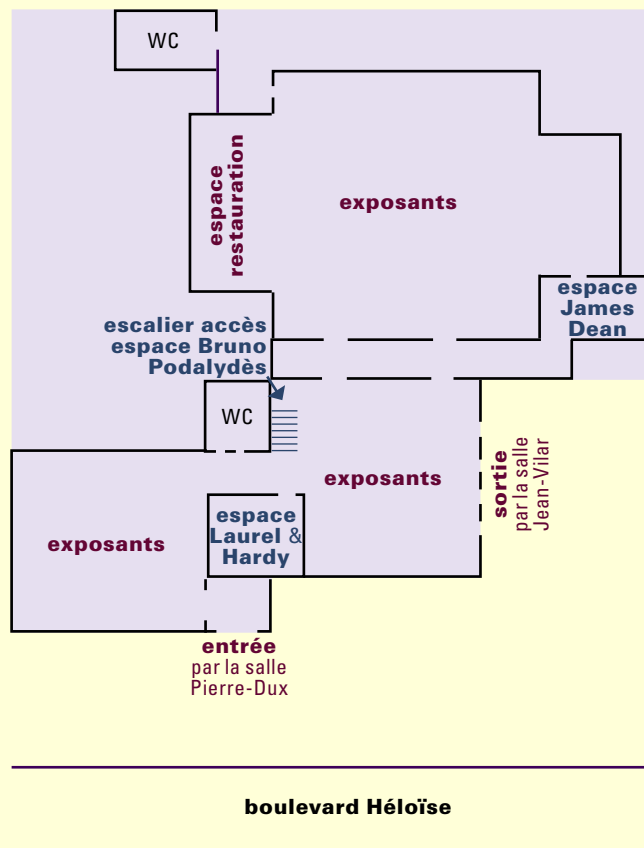 WC
espace
restauration
exposants
espace
James
Dean
escalier accès
espace Bruno
Podalydès
WC
exposants
sortie
par la salle
Jean-Vilar
espace
Laurel &
Hardy
exposants
entrée
par la salle
Pierre-Dux
boulevard Héloïse